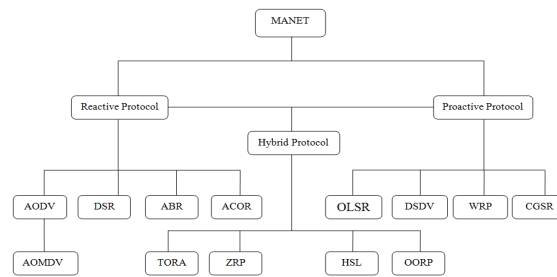 MANET
Reactive Protocol
Proactive Protocol
Hybrid Protocol
AODV
DSR
ABR
ACOR
OLSR
DSDV
WRP
CGSR
AOMDV
TORA
ZRP
HSL
OORP